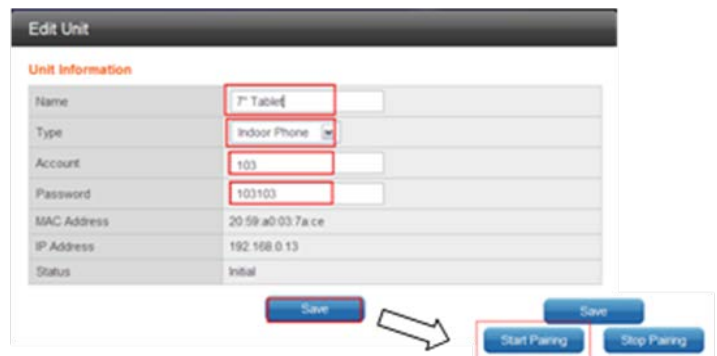 Edit Unit
Unit Information
Name 7" Tablet
Type Indoor Phone
Account 103
Password 103103
MAC Address 20:59:a0:03:7a:ce
IP Address 192.168.0.13
Status Initial
Save
Save
Start Pairing Stop Pairing